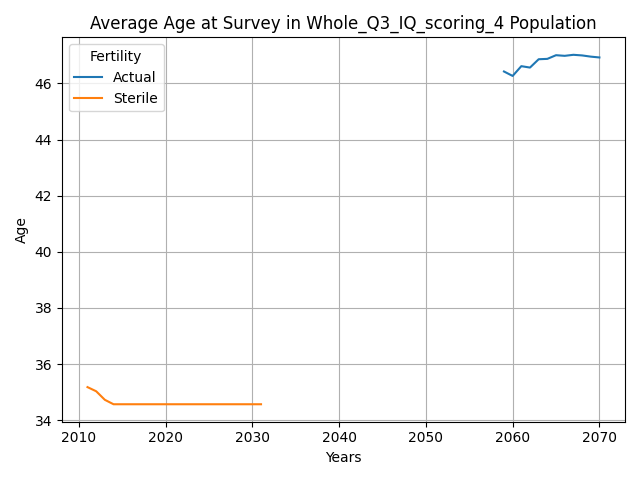 Average Age at Survey in Whole_Q3_IQ_scoring_4 Population
Fertility
Actual
Sterile
Age
46
44
42
40
38
36
34
2010 2020 2030 2040 2050 2060 2070
Years